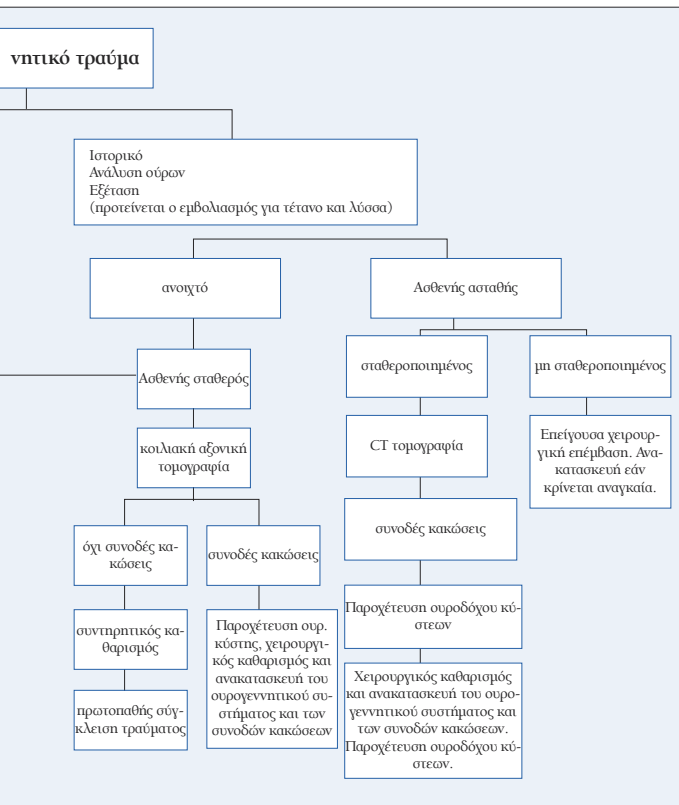 νητικό τραύμα
Ιστορικό
Ανάλυση ούρων
Εξέταση
(προτείνεται ο εμβολιασμός για τέτανο και λύσσα)
ανοιχτό
Ασθενής ασταθής
Ασθενής σταθερός
σταθεροποιημένος
μη σταθεροποιημένος
κοιλιακή αξονική
τομογραφία
CT τομογραφία
Επείγουσα χειρουρ-
γική επέμβαση. Ανα-
κατασκευή εάν
κρίνεται αναγκαία.
όχι συνοδές κα-
κώσεις
συνοδές κακώσεις
συνοδές κακώσεις
συντηρητικός κα-
θαρισμός
Παροχέτευση ουρ.
κύστης, χειρουργι-
κός καθαρισμός και
ανακατασκευή του
ουρογεννητικού συ-
στήματος και των
συνοδών κακώσεων
Παροχέτευση ουροδόχου κύ-
στεων
πρωτοπαθής σύγ-
κλειση τραύματος
Χειρουργικός καθαρισμός
και ανακατασκευή του ουρο-
γεννητικού συστήματος και
των συνοδών κακώσεων.
Παροχέτευση ουροδόχου κύ-
στεων.